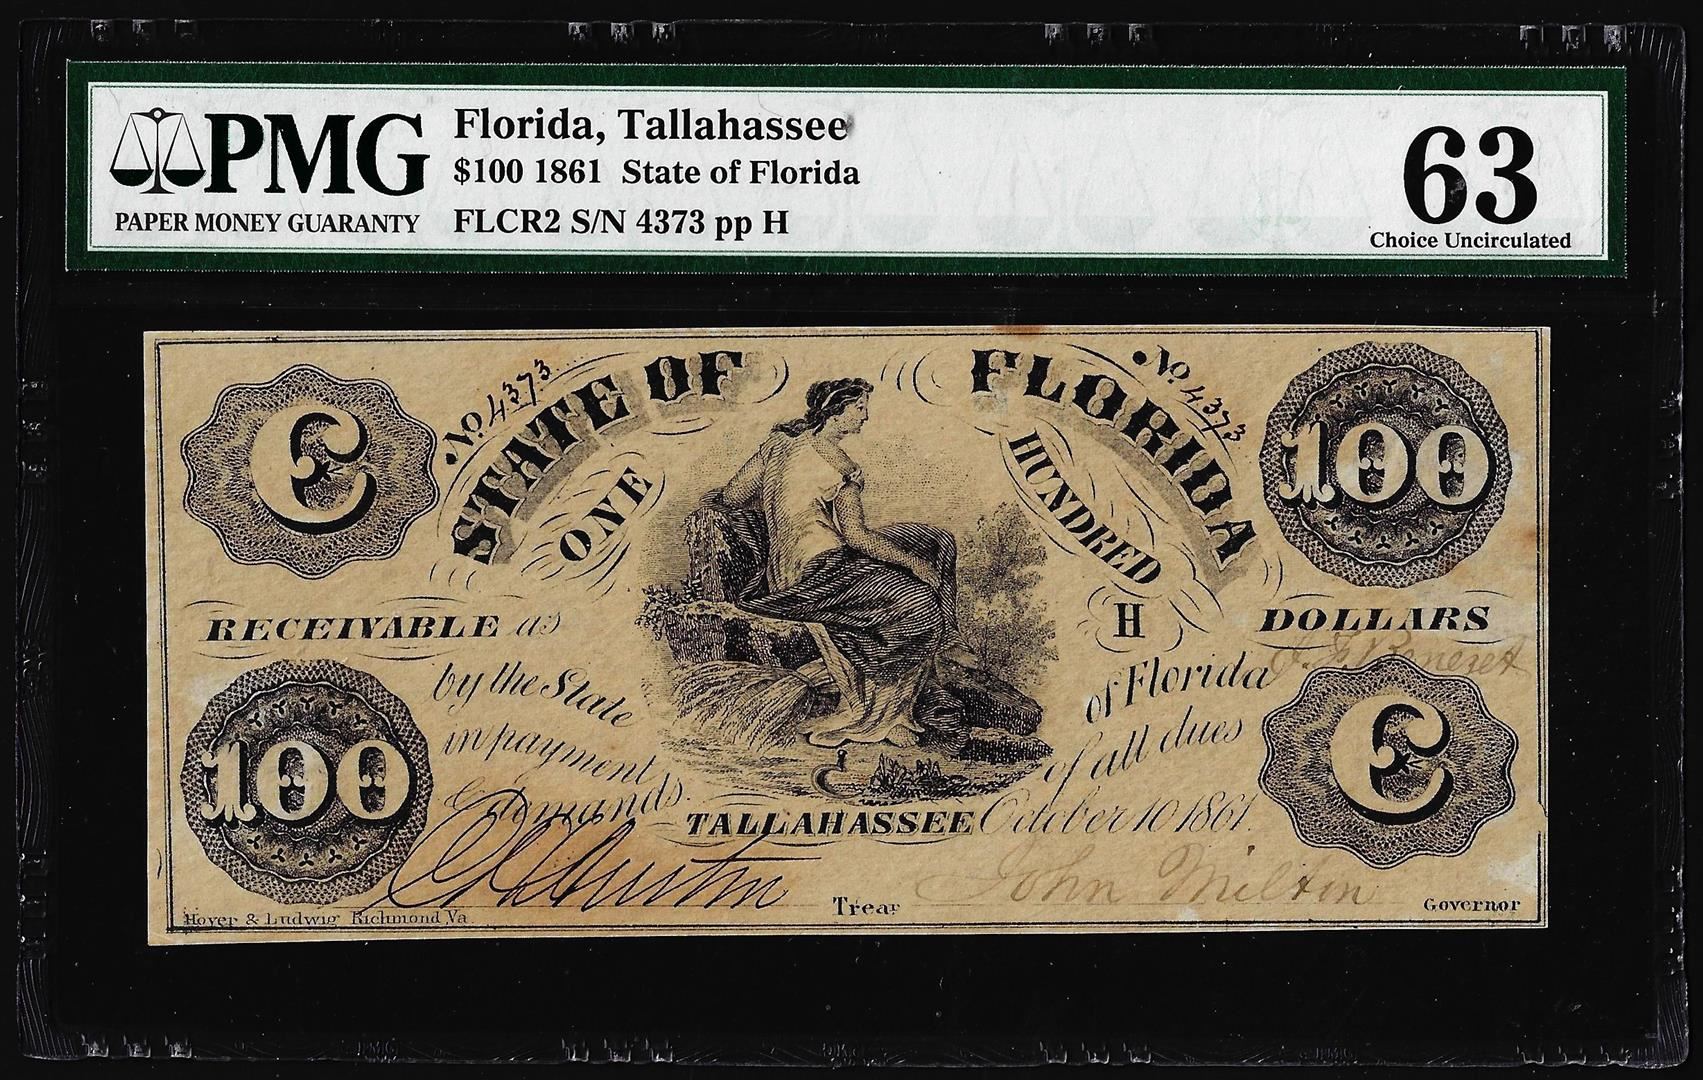 PMG
PAPER MONEY GUARANTY
Florida, Tallahassee
$100 1861 State of Florida
FLCR2 S/N 4373 pp H
63
Choice Uncirculated
No. 4373
No. 4373
STATE OF FLORIDA
C
ONE HUNDRED
100
H
RECEIVABLE as
DOLLARS
by the State
of Florida
in payment
of all dues
& demands.
100
C
TALLAHASSEE October 10 1861.
Trear
John Milton
Governor
Hoyer & Ludwig Richmond Va